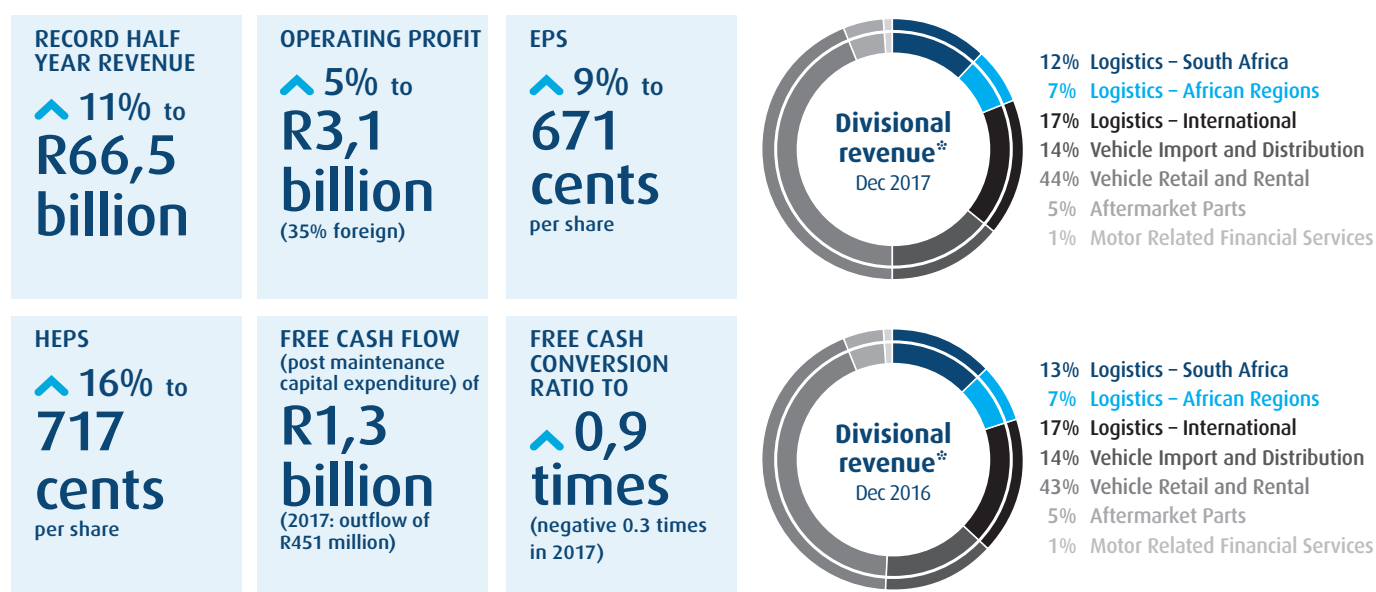 RECORD HALF
YEAR REVENUE
11% to
R66,5
billion
OPERATING PROFIT
5% to
R3,1
billion
(35% foreign)
EPS
9% to
671
cents
per share
Divisional
revenue*
Dec 2017
12% Logistics – South Africa
7% Logistics – African Regions
17% Logistics – International
14% Vehicle Import and Distribution
44% Vehicle Retail and Rental
5% Aftermarket Parts
1% Motor Related Financial Services
HEPS
16% to
717
cents
per share
FREE CASH FLOW
(post maintenance
capital expenditure) of
R1,3
billion
(2017: outflow of
R451 million)
FREE CASH
CONVERSION
RATIO TO
0,9
times
(negative 0.3 times
in 2017)
Divisional
revenue*
Dec 2016
13% Logistics – South Africa
7% Logistics – African Regions
17% Logistics – International
14% Vehicle Import and Distribution
43% Vehicle Retail and Rental
5% Aftermarket Parts
1% Motor Related Financial Services